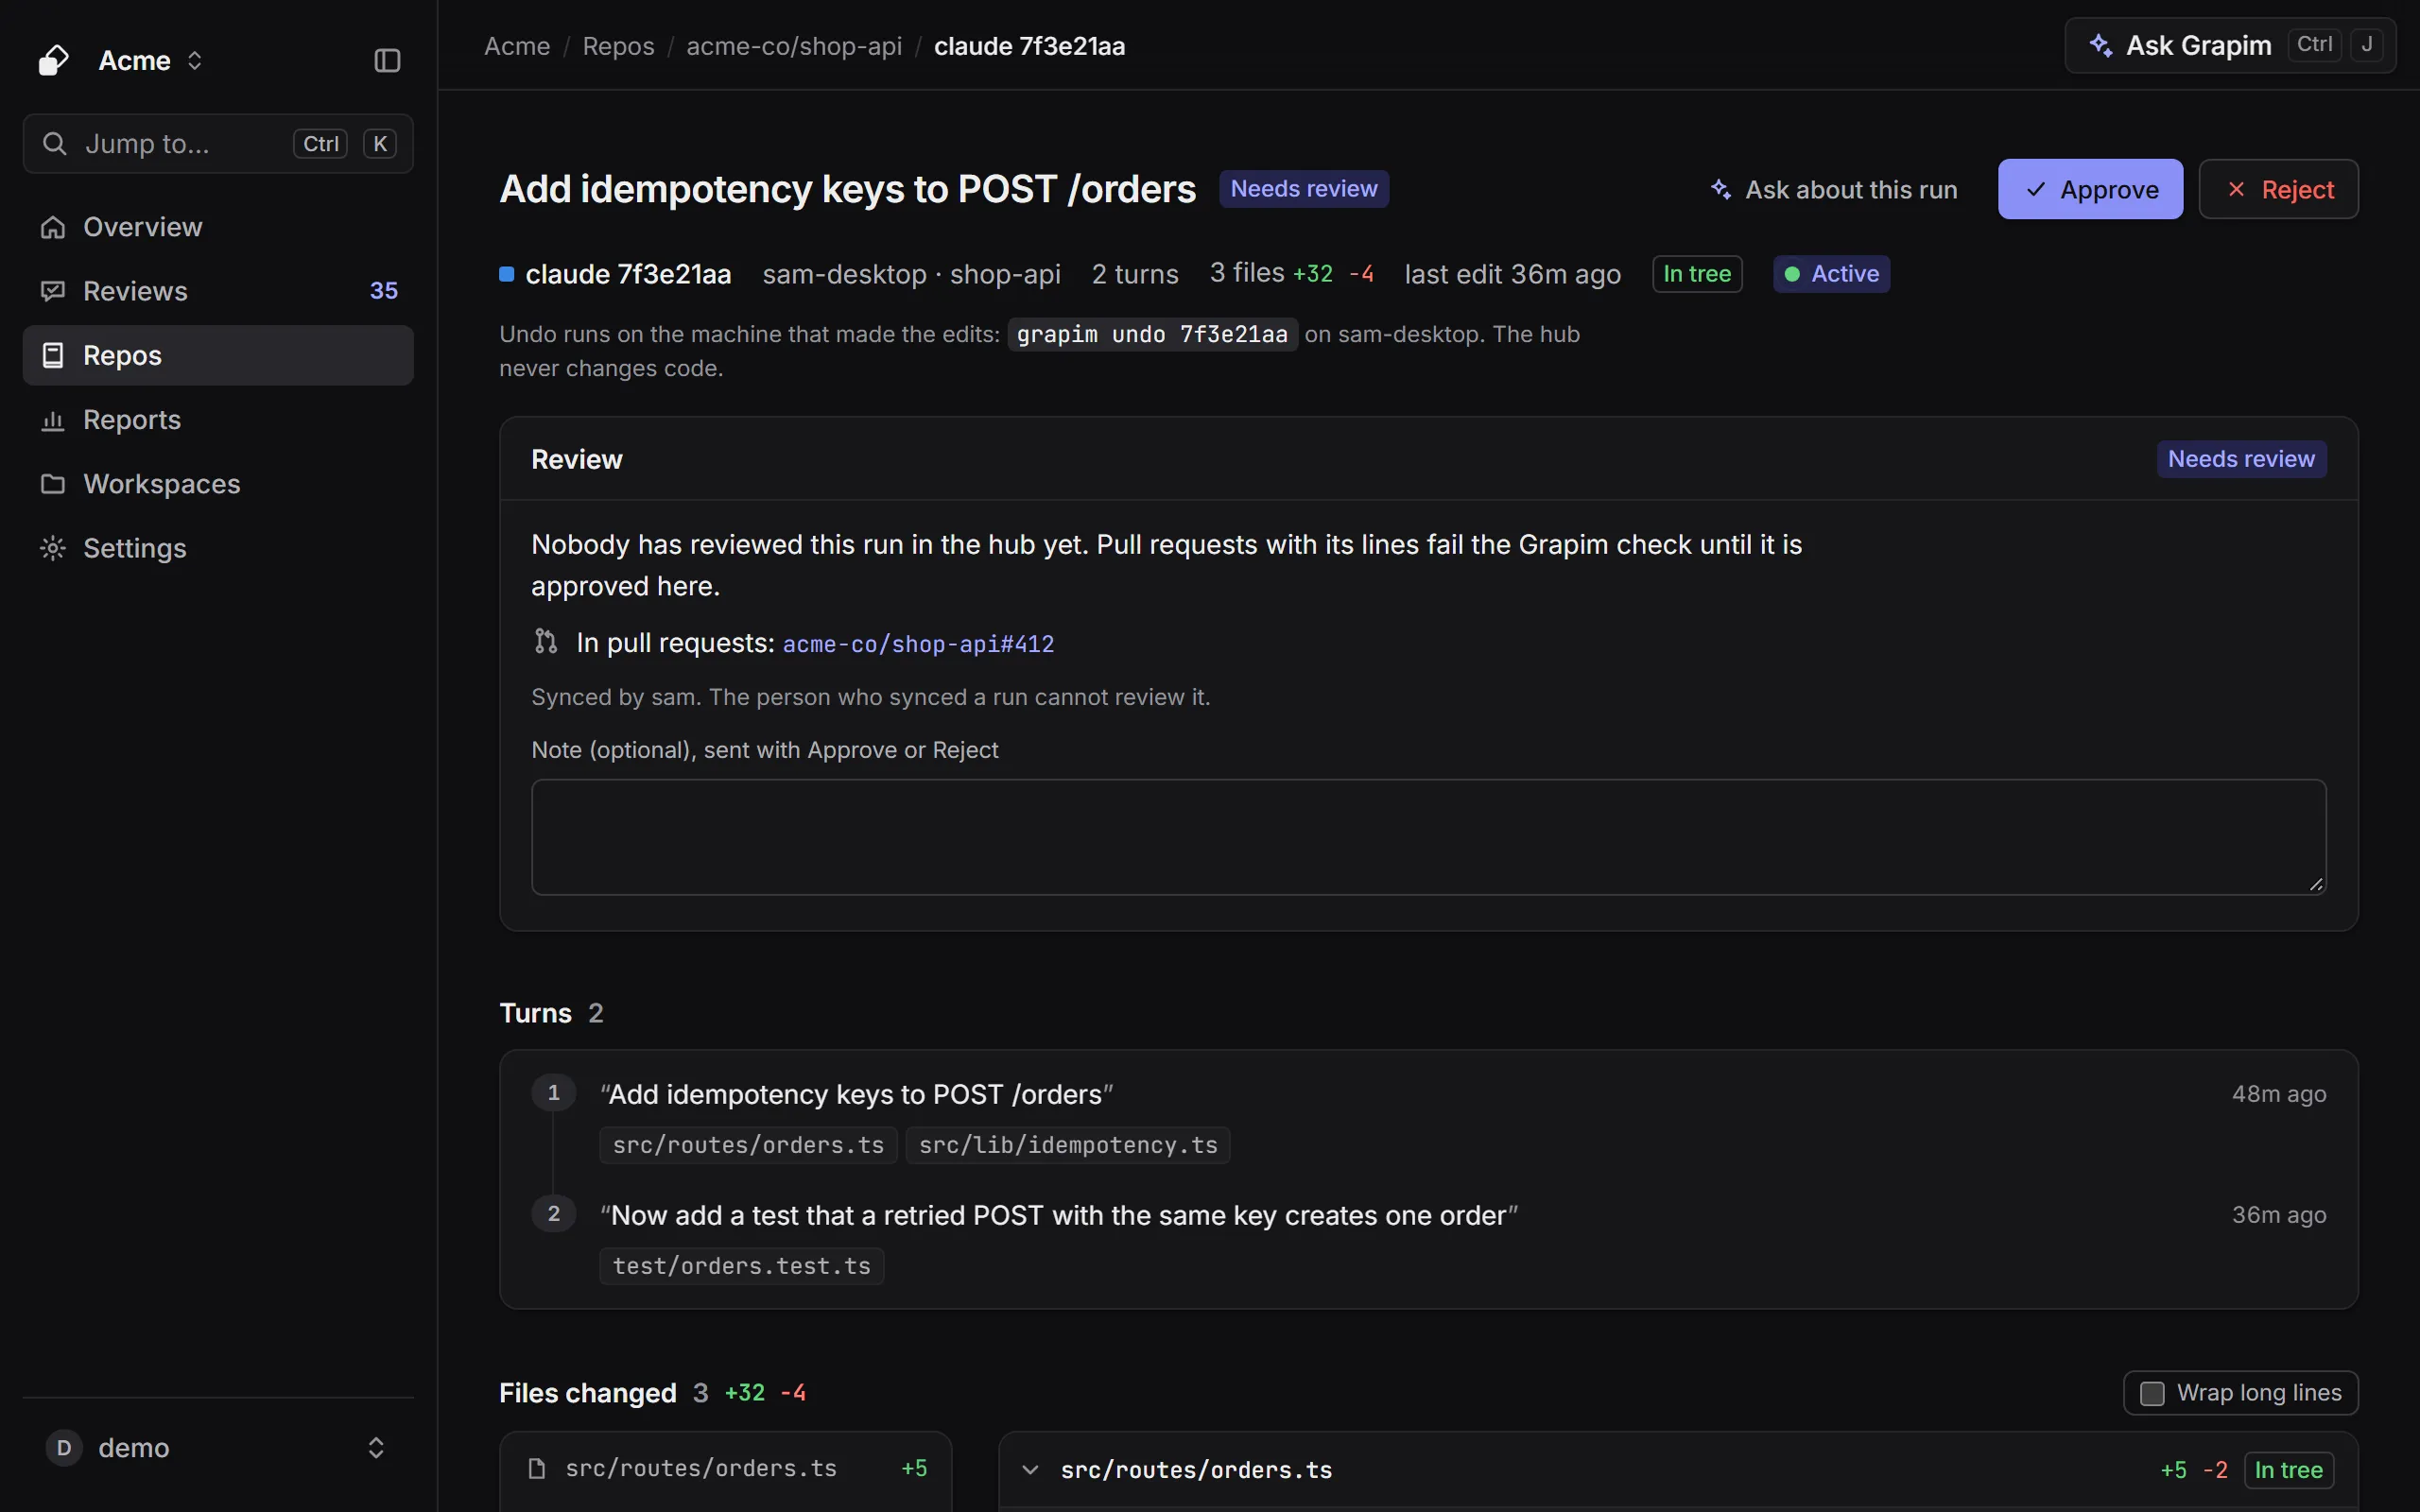 Acme
Jump to... Ctrl K
Overview
Reviews 35
Repos
Reports
Workspaces
Settings
D demo
Acme / Repos / acme-co/shop-api / claude 7f3e21aa
Ask Grapim Ctrl J
Add idempotency keys to POST /orders Needs review
Ask about this run Approve Reject
claude 7f3e21aa sam-desktop · shop-api 2 turns 3 files +32 -4 last edit 36m ago In tree Active
Undo runs on the machine that made the edits: grapim undo 7f3e21aa on sam-desktop. The hub
never changes code.
Review Needs review
Nobody has reviewed this run in the hub yet. Pull requests with its lines fail the Grapim check until it is
approved here.
In pull requests: acme-co/shop-api#412
Synced by sam. The person who synced a run cannot review it.
Note (optional), sent with Approve or Reject
Turns 2
1 “Add idempotency keys to POST /orders” 48m ago
src/routes/orders.ts src/lib/idempotency.ts
2 “Now add a test that a retried POST with the same key creates one order” 36m ago
test/orders.test.ts
Files changed 3 +32 -4 Wrap long lines
src/routes/orders.ts +5
src/routes/orders.ts +5 -2 In tree